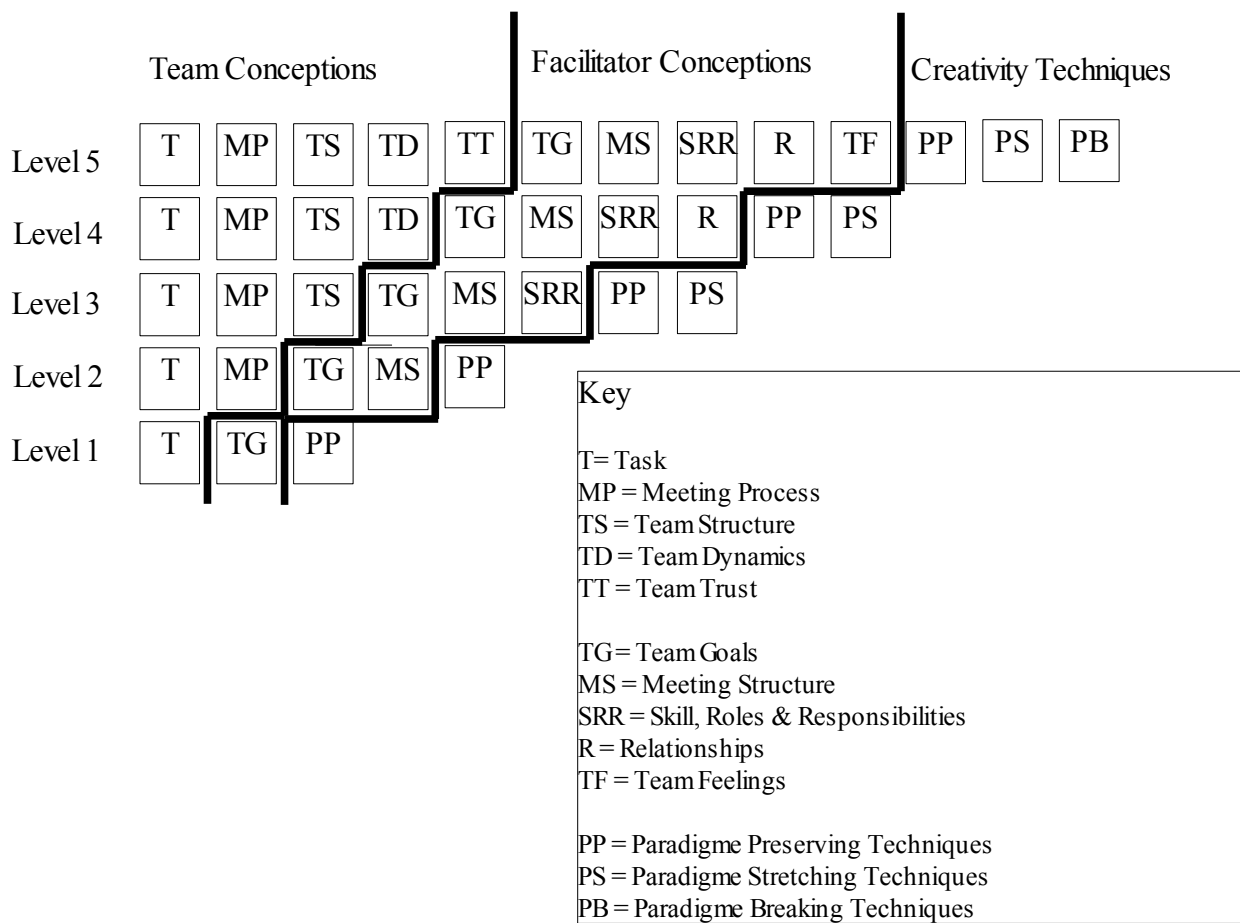 Team Conceptions Facilitator Conceptions Creativity Techniques
Level 5 T MP TS TD TT TG MS SRR R TF PP PS PB
Level 4 T MP TS TD TG MS SRR R PP PS
Level 3 T MP TS TG MS SRR PP PS
Level 2 T MP TG MS PP
Level 1 T TG PP
Key
T= Task
MP = Meeting Process
TS = Team Structure
TD = Team Dynamics
TT = Team Trust
TG= Team Goals
MS = Meeting Structure
SRR = Skill, Roles & Responsibilities
R = Relationships
TF = Team Feelings
PP = Paradigme Preserving Techniques
PS = Paradigme Stretching Techniques
PB = Paradigme Breaking Techniques